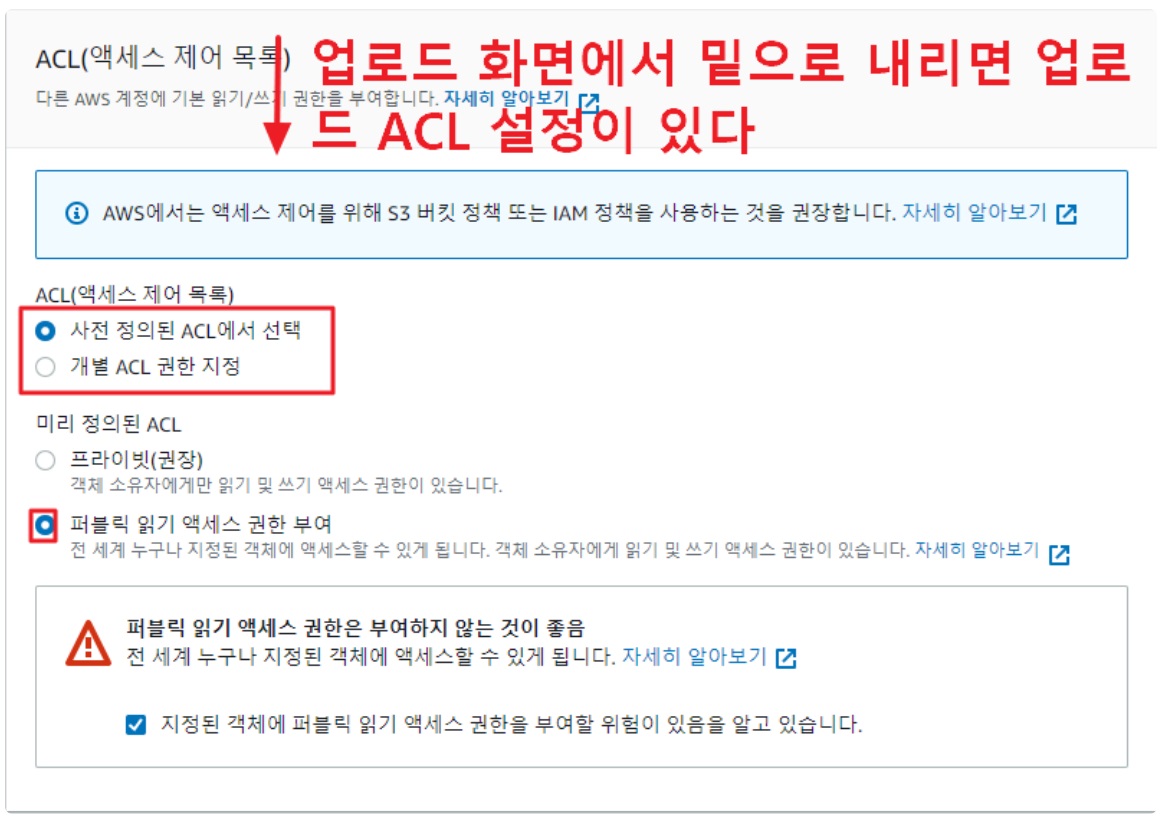 ACL(액세스 제어 목록)
업로드 화면에서 밑으로 내리면 업로
다른 AWS 계정에 기본 읽기/쓰기 권한을 부여합니다. 자세히 알아보기
드 ACL 설정이 있다
AWS에서는 액세스 제어를 위해 S3 버킷 정책 또는 IAM 정책을 사용하는 것을 권장합니다. 자세히 알아보기
ACL(액세스 제어 목록)
사전 정의된 ACL에서 선택
개별 ACL 권한 지정
미리 정의된 ACL
프라이빗(권장)
객체 소유자에게만 읽기 및 쓰기 액세스 권한이 있습니다.
퍼블릭 읽기 액세스 권한 부여
전 세계 누구나 지정된 객체에 액세스할 수 있게 됩니다. 객체 소유자에게 읽기 및 쓰기 액세스 권한이 있습니다. 자세히 알아보기
퍼블릭 읽기 액세스 권한은 부여하지 않는 것이 좋음
전 세계 누구나 지정된 객체에 액세스할 수 있게 됩니다. 자세히 알아보기
지정된 객체에 퍼블릭 읽기 액세스 권한을 부여할 위험이 있음을 알고 있습니다.